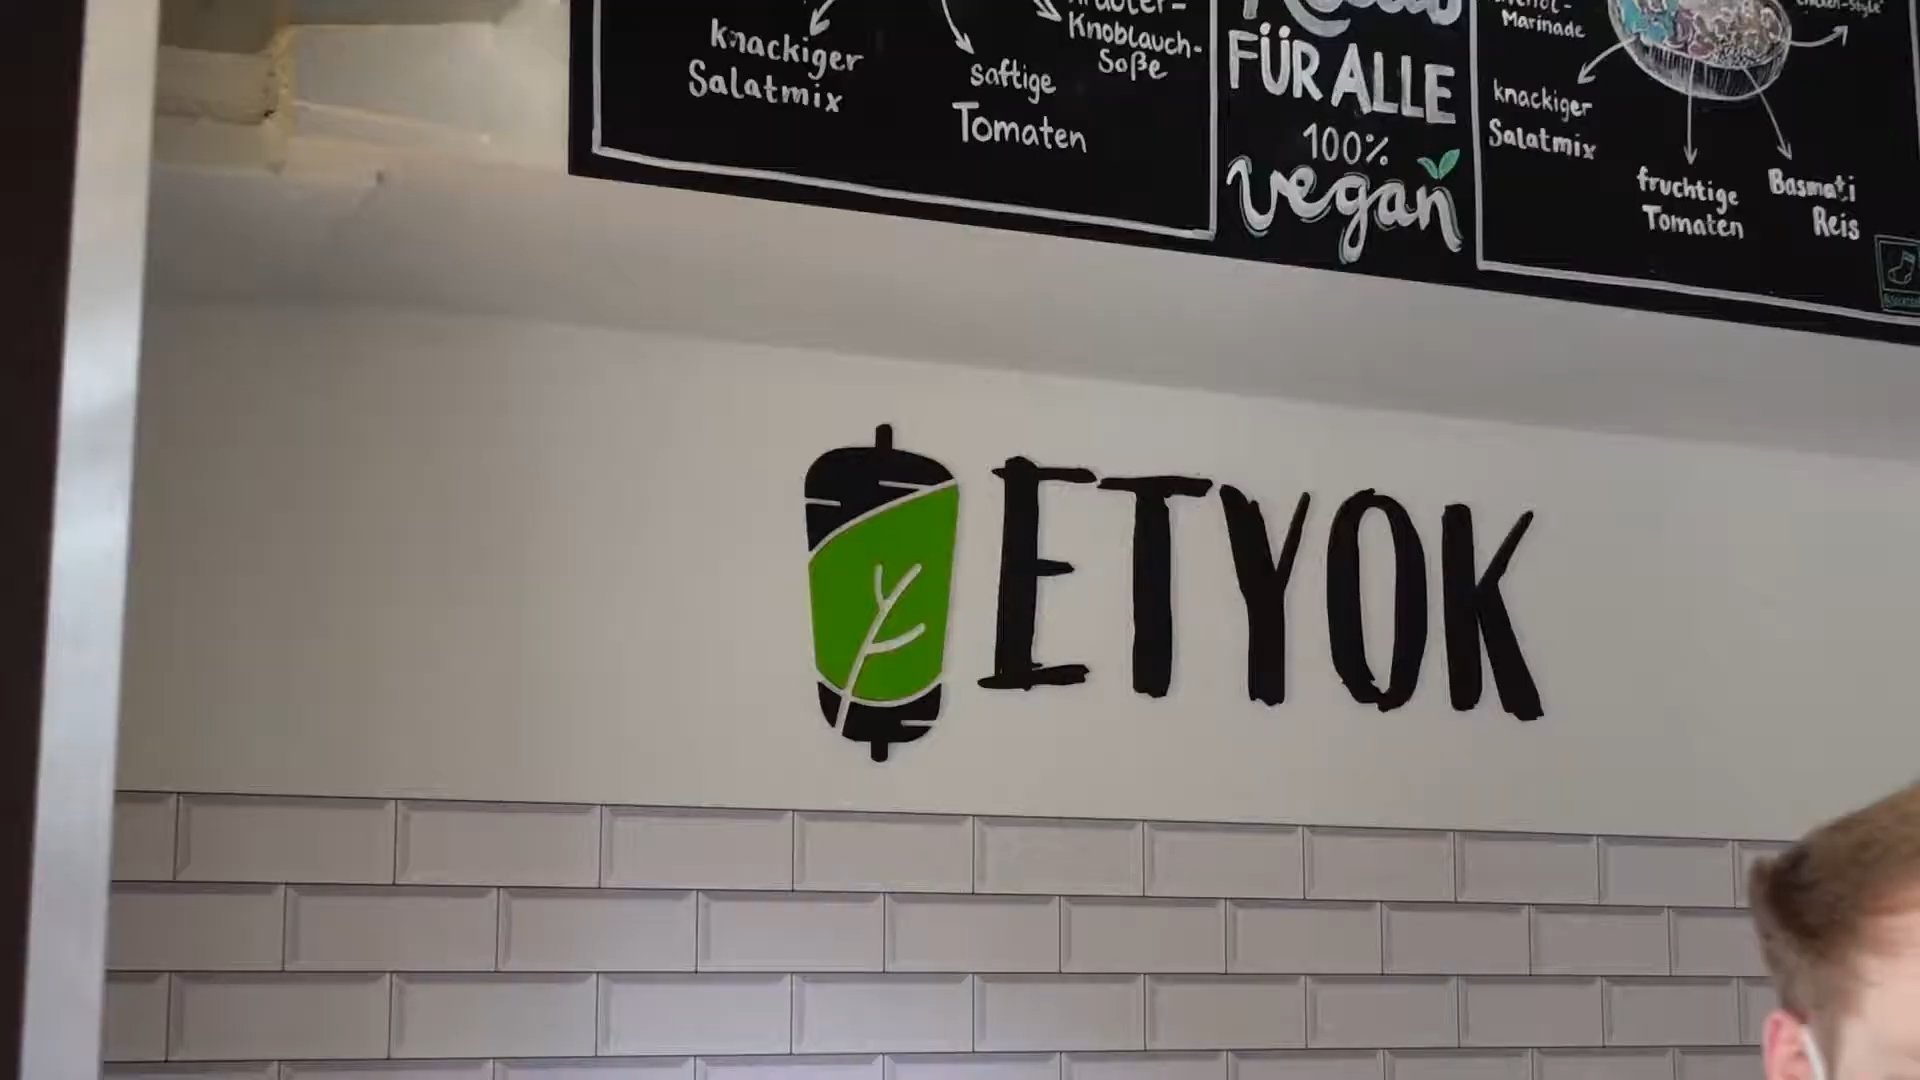 knackiger
Salatmix
saftige
Tomaten
Knoblauch-
Soße
FÜR ALLE
100%
vegan
Marinade
knackiger
Salatmix
fruchtige
Tomaten
Basmati
Reis
ETYOK